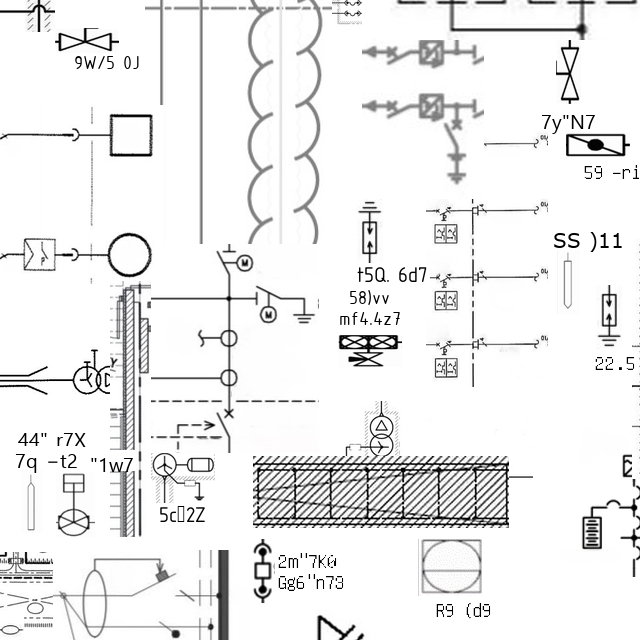 9W/5 0J
7y"N7
59 -ri
SS )11
t5Q. 6d7
58)vv
mf4.4z7
22.5
44" r7X
7q -t2
"1w7
M
M
2m"7K0
Gg6"n73
R9 (d9